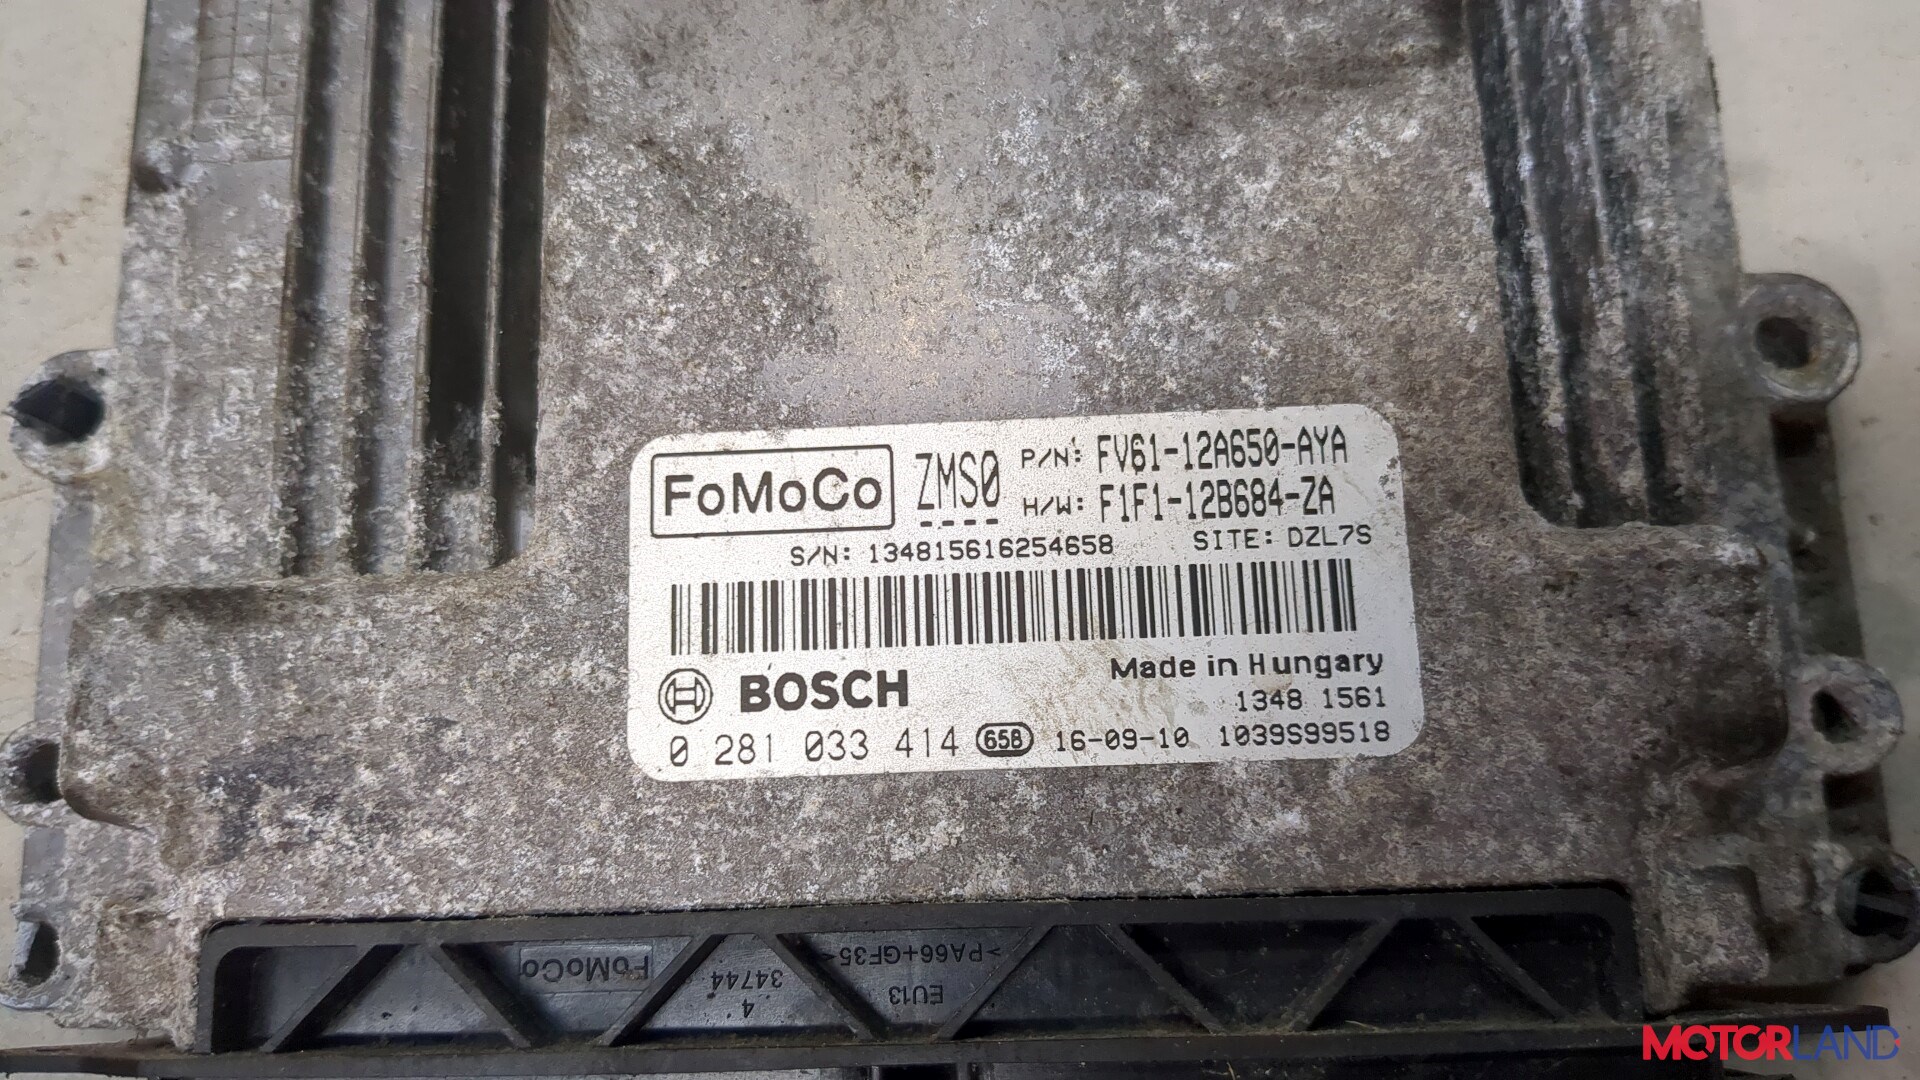 FoMoCo ZMS0 P/N: FV61-12A650-AYA
H/W: F1F1-12B684-ZA
S/N: 134815616254658 SITE: DZL7S
BOSCH Made in Hungary
1348 1561
0 281 033 414 658 16-09-10 1039S99518
FoMoCo
34744
4
>PA66+GF35<
EU13
MOTORLAND